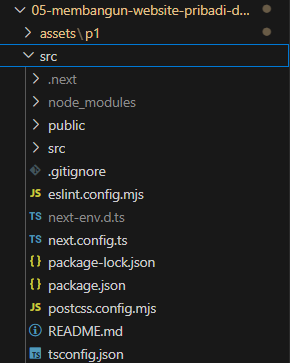 05-membangun-website-pribadi-d...
assets\p1
src
.next
node_modules
public
src
.gitignore
JS eslint.config.mjs
TS next-env.d.ts
TS next.config.ts
{} package-lock.json
{} package.json
JS postcss.config.mjs
README.md
TS tsconfig.json